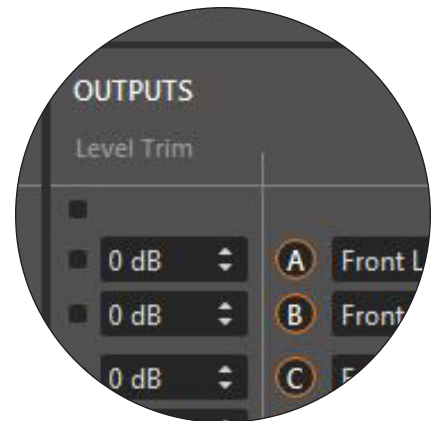 OUTPUTS
Level Trim
0 dB A Front L
0 dB B Front
0 dB C